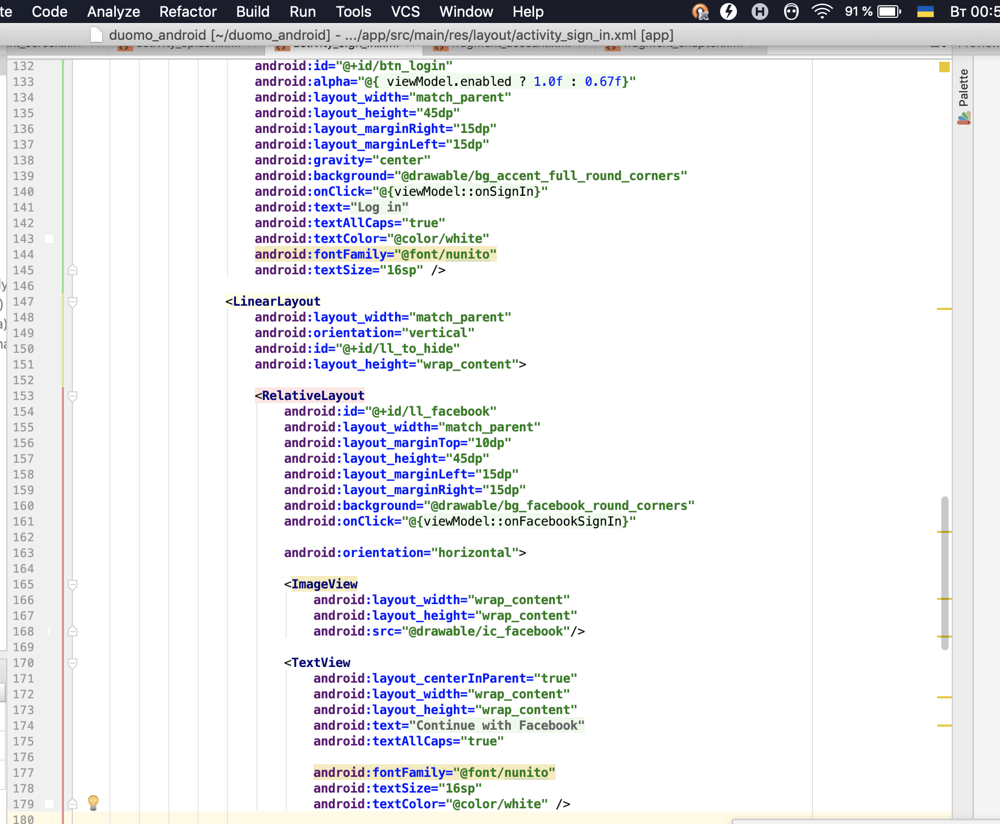 Code Analyze Refactor Build Run Tools VCS Window Help 91 % Вт 00:5
duomo_android [~/duomo_android] - .../app/src/main/res/layout/activity_sign_in.xml [app]
Palette
132 android:id="@+id/btn_login"
133 android:alpha="@{ viewModel.enabled ? 1.0f : 0.67f}"
134 android:layout_width="match_parent"
135 android:layout_height="45dp"
136 android:layout_marginRight="15dp"
137 android:layout_marginLeft="15dp"
138 android:gravity="center"
139 android:background="@drawable/bg_accent_full_round_corners"
140 android:onClick="@{viewModel::onSignIn}"
141 android:text="Log in"
142 android:textAllCaps="true"
143 android:textColor="@color/white"
144 android:fontFamily="@font/nunito"
145 android:textSize="16sp" />
146
147 <LinearLayout
148 android:layout_width="match_parent"
149 android:orientation="vertical"
150 android:id="@+id/ll_to_hide"
151 android:layout_height="wrap_content">
152
153 <RelativeLayout
154 android:id="@+id/ll_facebook"
155 android:layout_width="match_parent"
156 android:layout_marginTop="10dp"
157 android:layout_height="45dp"
158 android:layout_marginLeft="15dp"
159 android:layout_marginRight="15dp"
160 android:background="@drawable/bg_facebook_round_corners"
161 android:onClick="@{viewModel::onFacebookSignIn}"
162
163 android:orientation="horizontal">
164
165 <ImageView
166 android:layout_width="wrap_content"
167 android:layout_height="wrap_content"
168 android:src="@drawable/ic_facebook"/>
169
170 <TextView
171 android:layout_centerInParent="true"
172 android:layout_width="wrap_content"
173 android:layout_height="wrap_content"
174 android:text="Continue with Facebook"
175 android:textAllCaps="true"
176
177 android:fontFamily="@font/nunito"
178 android:textSize="16sp"
179 android:textColor="@color/white" />
180